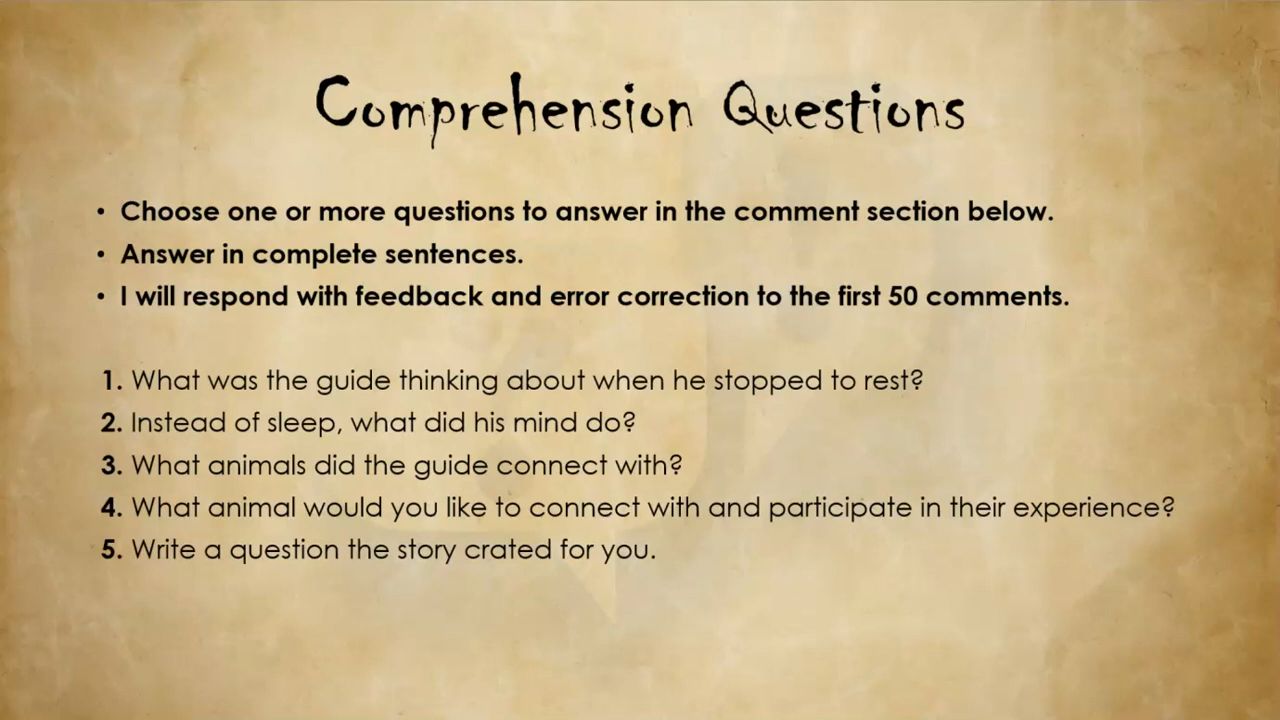 Comprehension Questions
• Choose one or more questions to answer in the comment section below.
• Answer in complete sentences.
• I will respond with feedback and error correction to the first 50 comments.
1. What was the guide thinking about when he stopped to rest?
2. Instead of sleep, what did his mind do?
3. What animals did the guide connect with?
4. What animal would you like to connect with and participate in their experience?
5. Write a question the story crated for you.